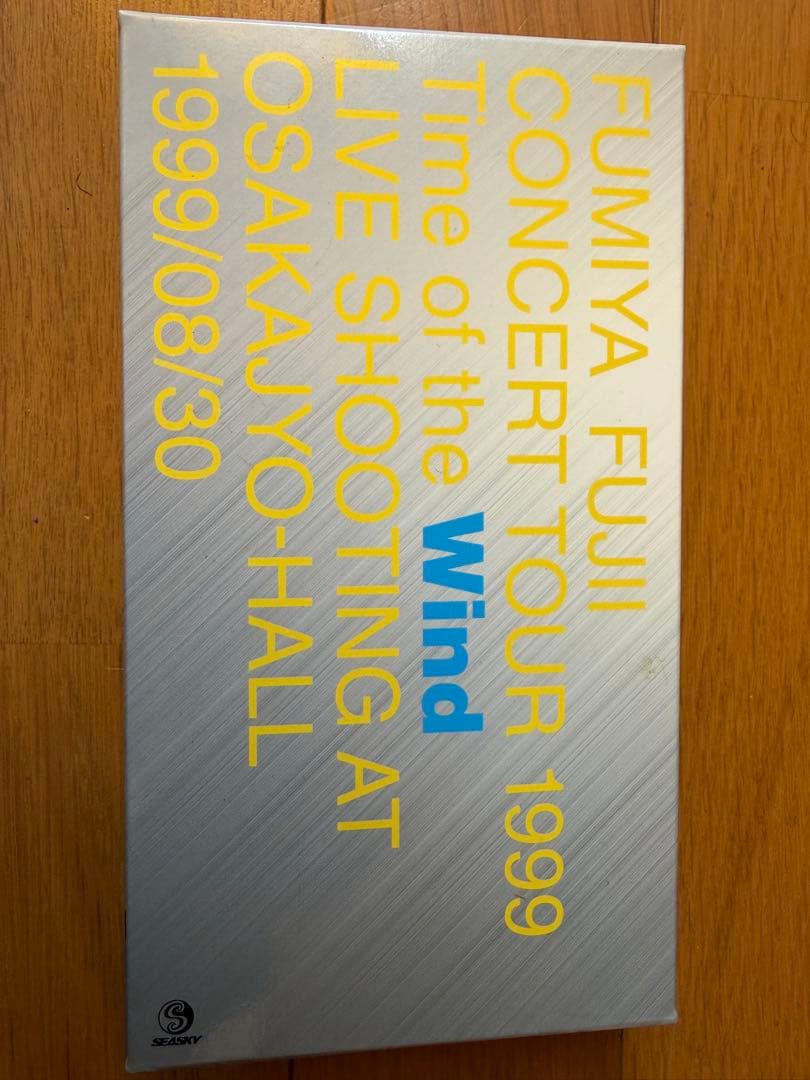 FUMIYA FUJII
CONCERT TOUR 1999
Time of the Wind
LIVE SHOOTING AT
OSAKAJYO-HALL
1999/08/30
S
SEASKY